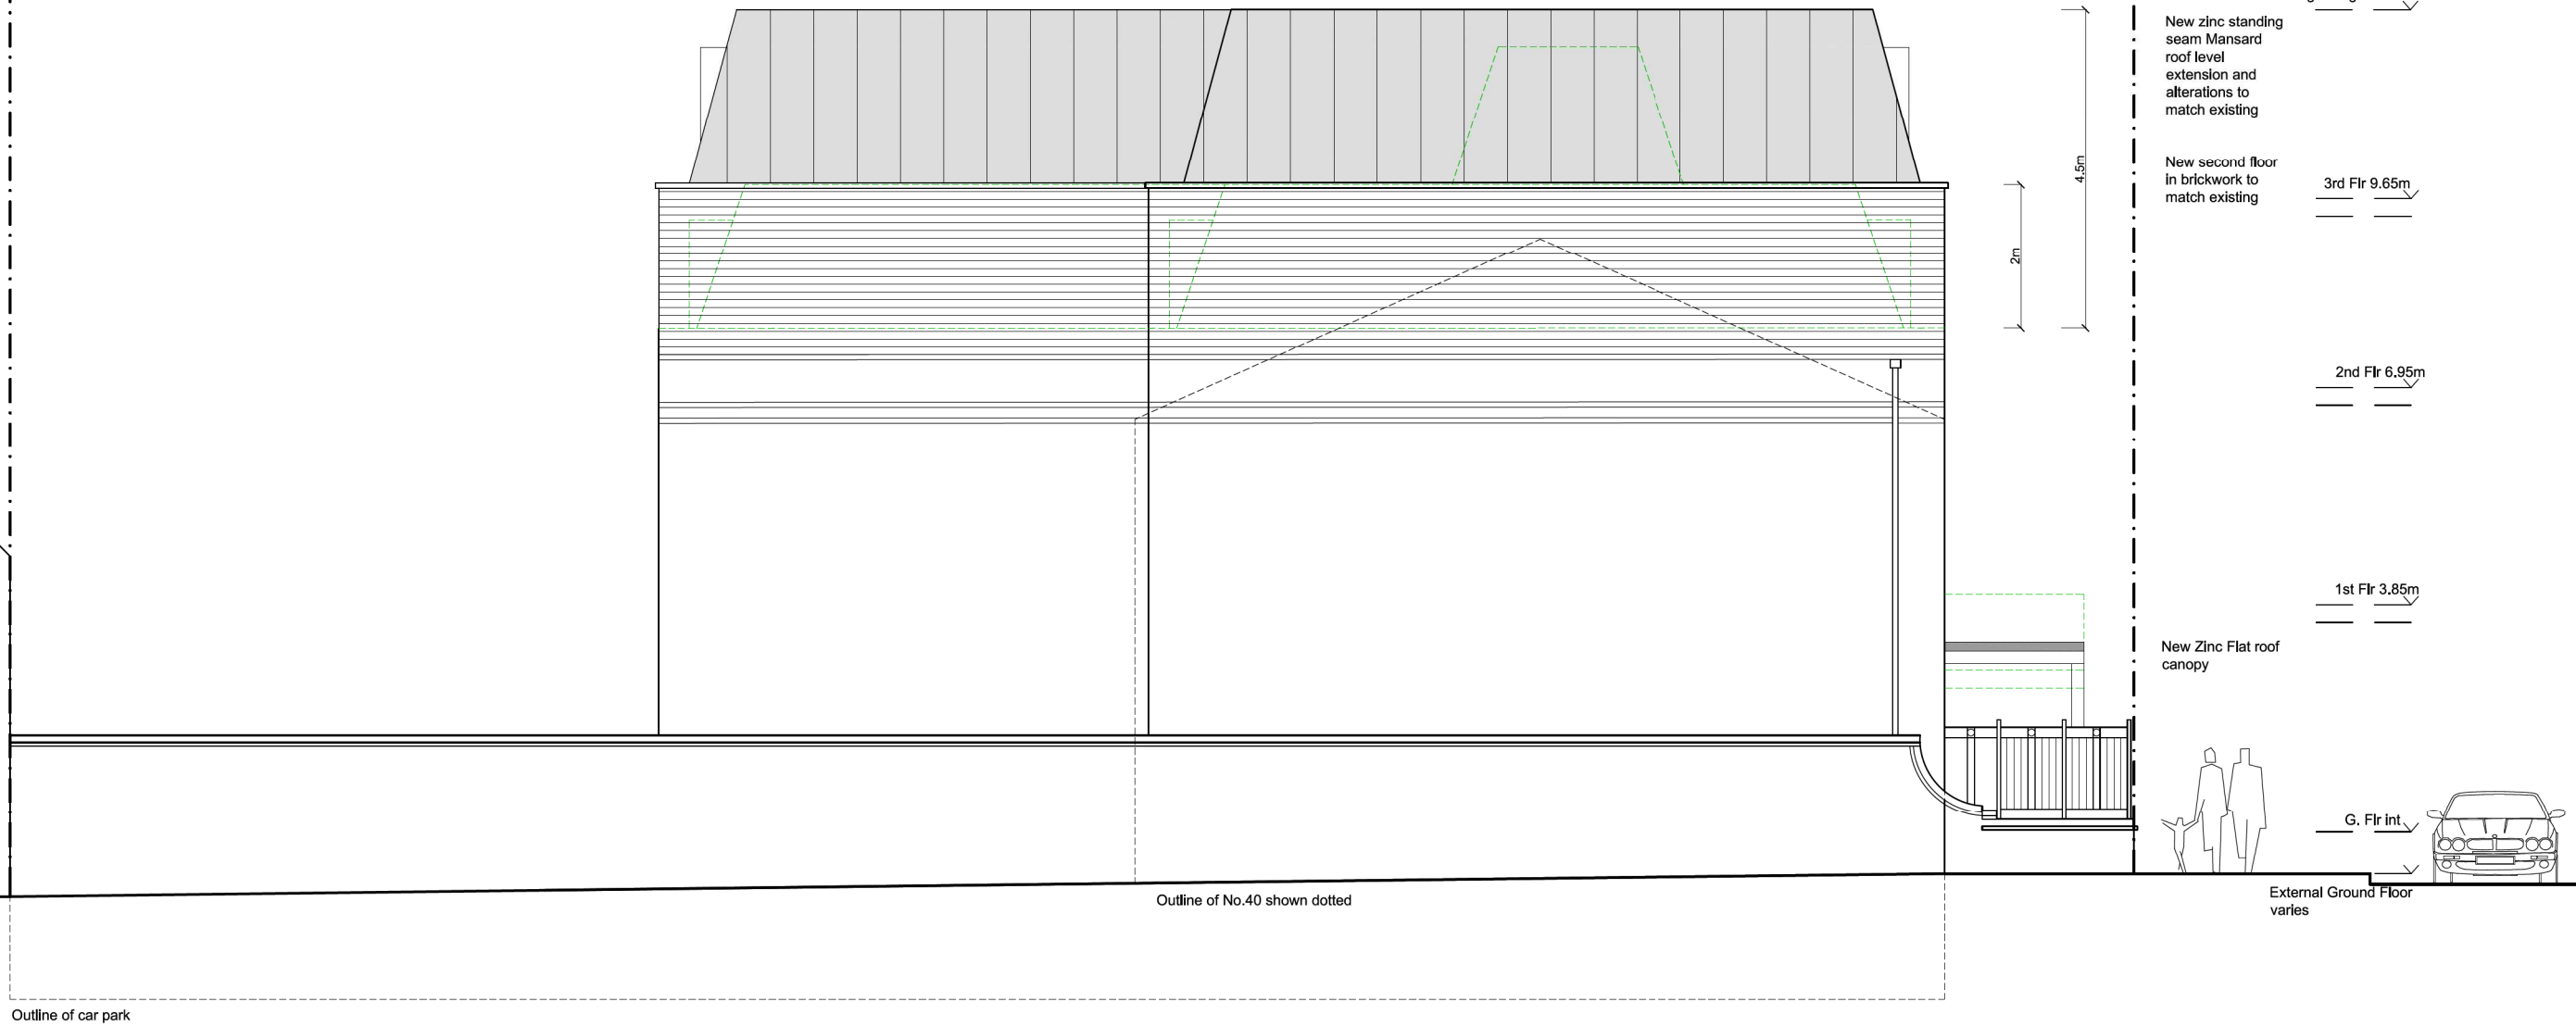 New zinc standing
seam Mansard
roof level
extension and
alterations to
match existing
4.5m
New second floor
in brickwork to
match existing
3rd Flr 9.65m
2m
2nd Flr 6.95m
1st Flr 3.85m
New Zinc Flat roof
canopy
G. Flr int
External Ground Floor
varies
Outline of No.40 shown dotted
Outline of car park